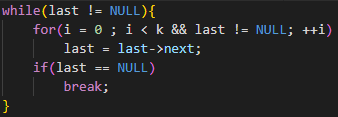 while(last != NULL){
    for(i = 0 ; i < k && last != NULL; ++i)
        last = last->next;
    if(last == NULL)
        break;
}